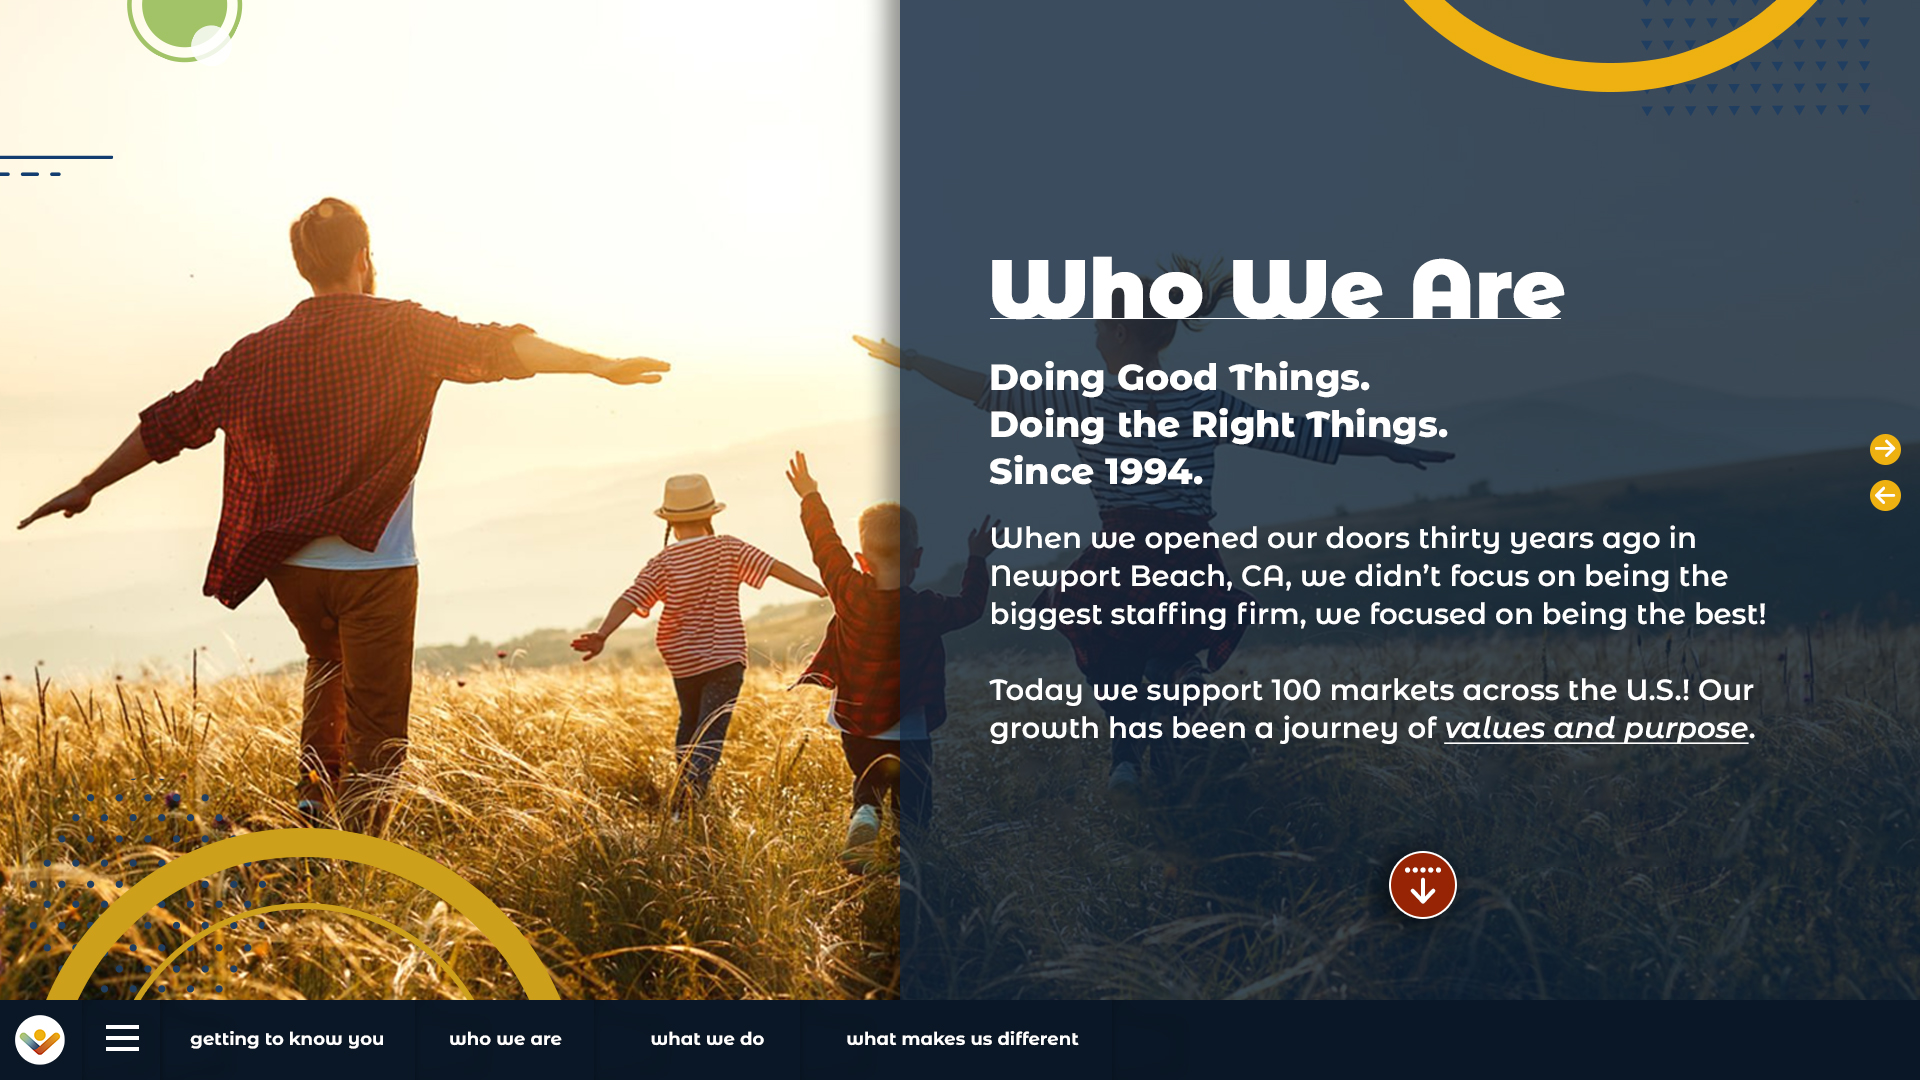 Who We Are
Doing Good Things.
Doing the Right Things.
Since 1994.
When we opened our doors thirty years ago in
Newport Beach, CA, we didn’t focus on being the
biggest staffing firm, we focused on being the best!
Today we support 100 markets across the U.S.! Our
growth has been a journey of values and purpose.
getting to know you
who we are
what we do
what makes us different